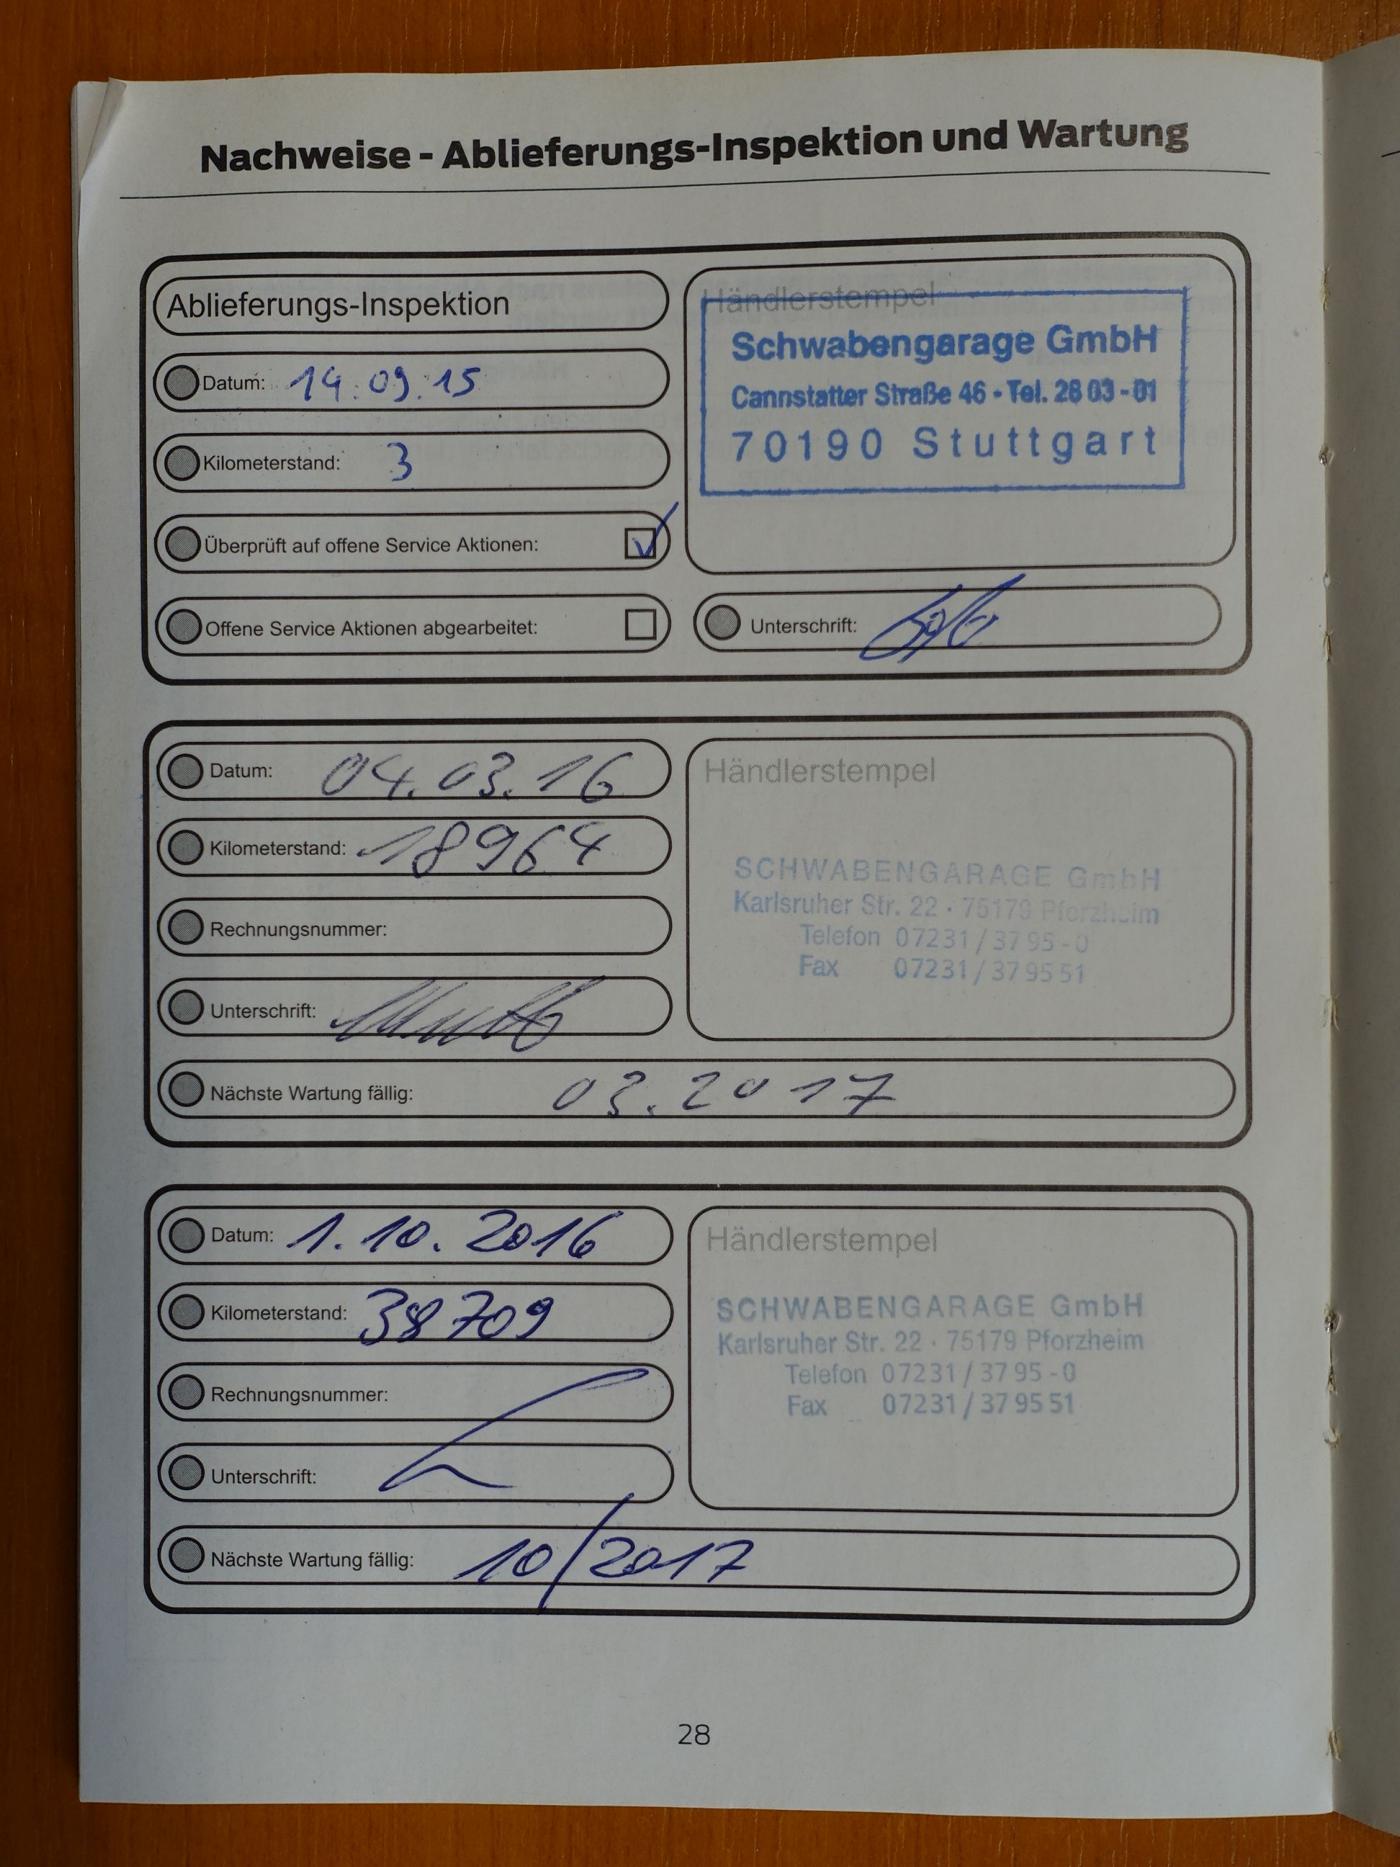 Nachweise - Ablieferungs-Inspektion und Wartung
Ablieferungs-Inspektion
Datum: 14.09.15
Kilometerstand: 3
Überprüft auf offene Service Aktionen:
Offene Service Aktionen abgearbeitet:
Händlerstempel
Schwabengarage GmbH
Cannstatter Straße 46 • Tel. 28 03 - 01
70190 Stuttgart
Unterschrift:
Datum: 04.03.16
Kilometerstand: 18964
Rechnungsnummer:
Unterschrift:
Händlerstempel
SCHWABENGARAGE GmbH
Karlsruher Str. 22 · 75179 Pforzheim
Telefon 07231 / 37 95 - 0
Fax 07231 / 37 95 51
Nächste Wartung fällig: 03.2017
Datum: 1.10.2016
Kilometerstand: 38709
Rechnungsnummer:
Unterschrift:
Händlerstempel
SCHWABENGARAGE GmbH
Karlsruher Str. 22 · 75179 Pforzheim
Telefon 07231 / 37 95 - 0
Fax 07231 / 37 95 51
Nächste Wartung fällig: 10/2017
28